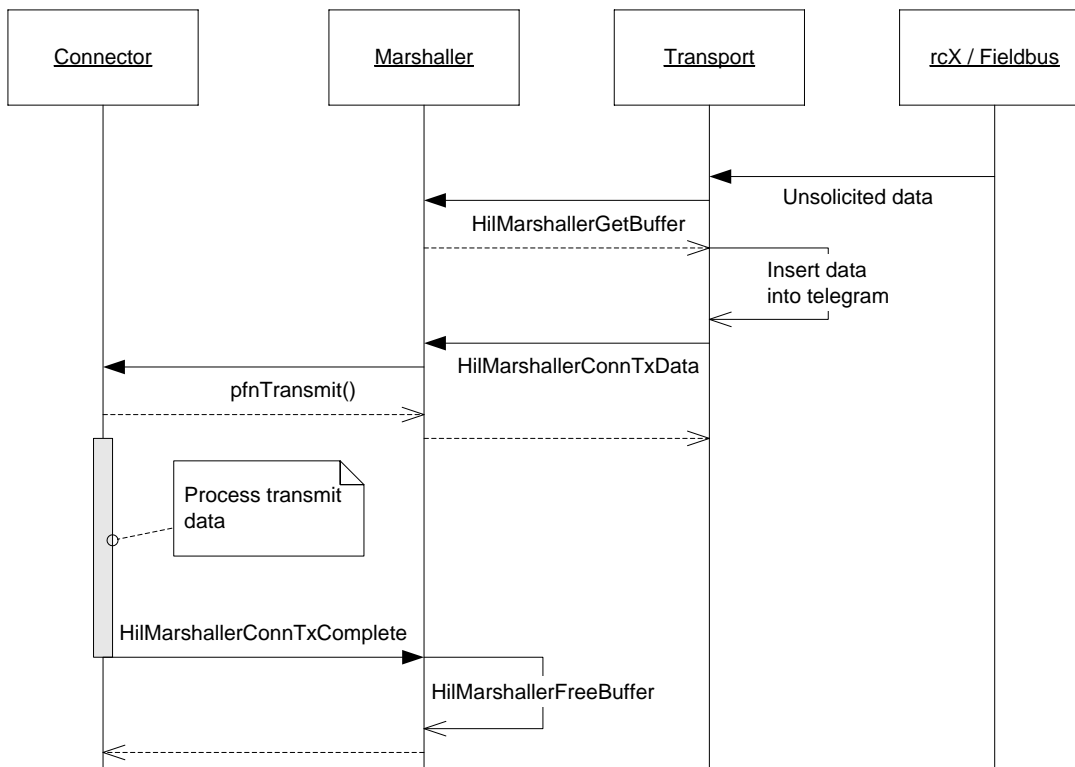 Connector
Marshaller
Transport
rcX / Fieldbus
Unsolicited data
HilMarshallerGetBuffer
Insert data
into telegram
HilMarshallerConnTxData
pfnTransmit()
Process transmit
data
HilMarshallerConnTxComplete
HilMarshallerFreeBuffer